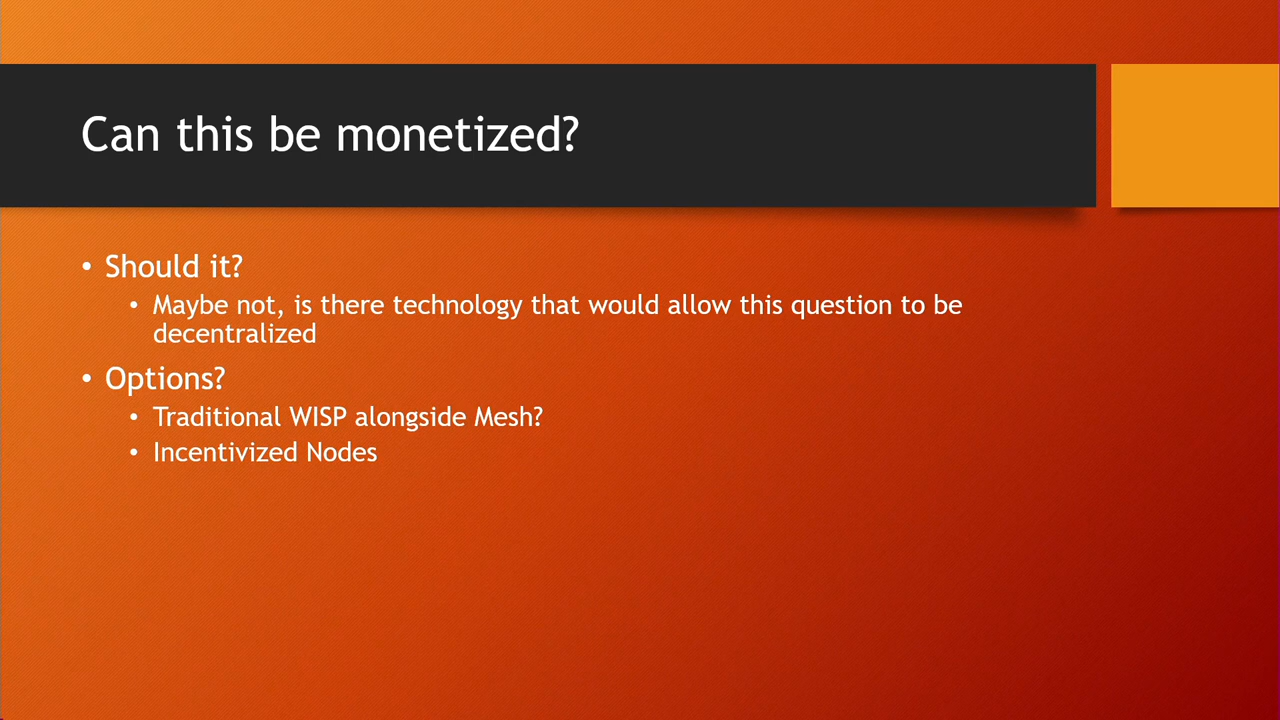 Can this be monetized?
• Should it?
• Maybe not, is there technology that would allow this question to be
decentralized
• Options?
• Traditional WISP alongside Mesh?
• Incentivized Nodes